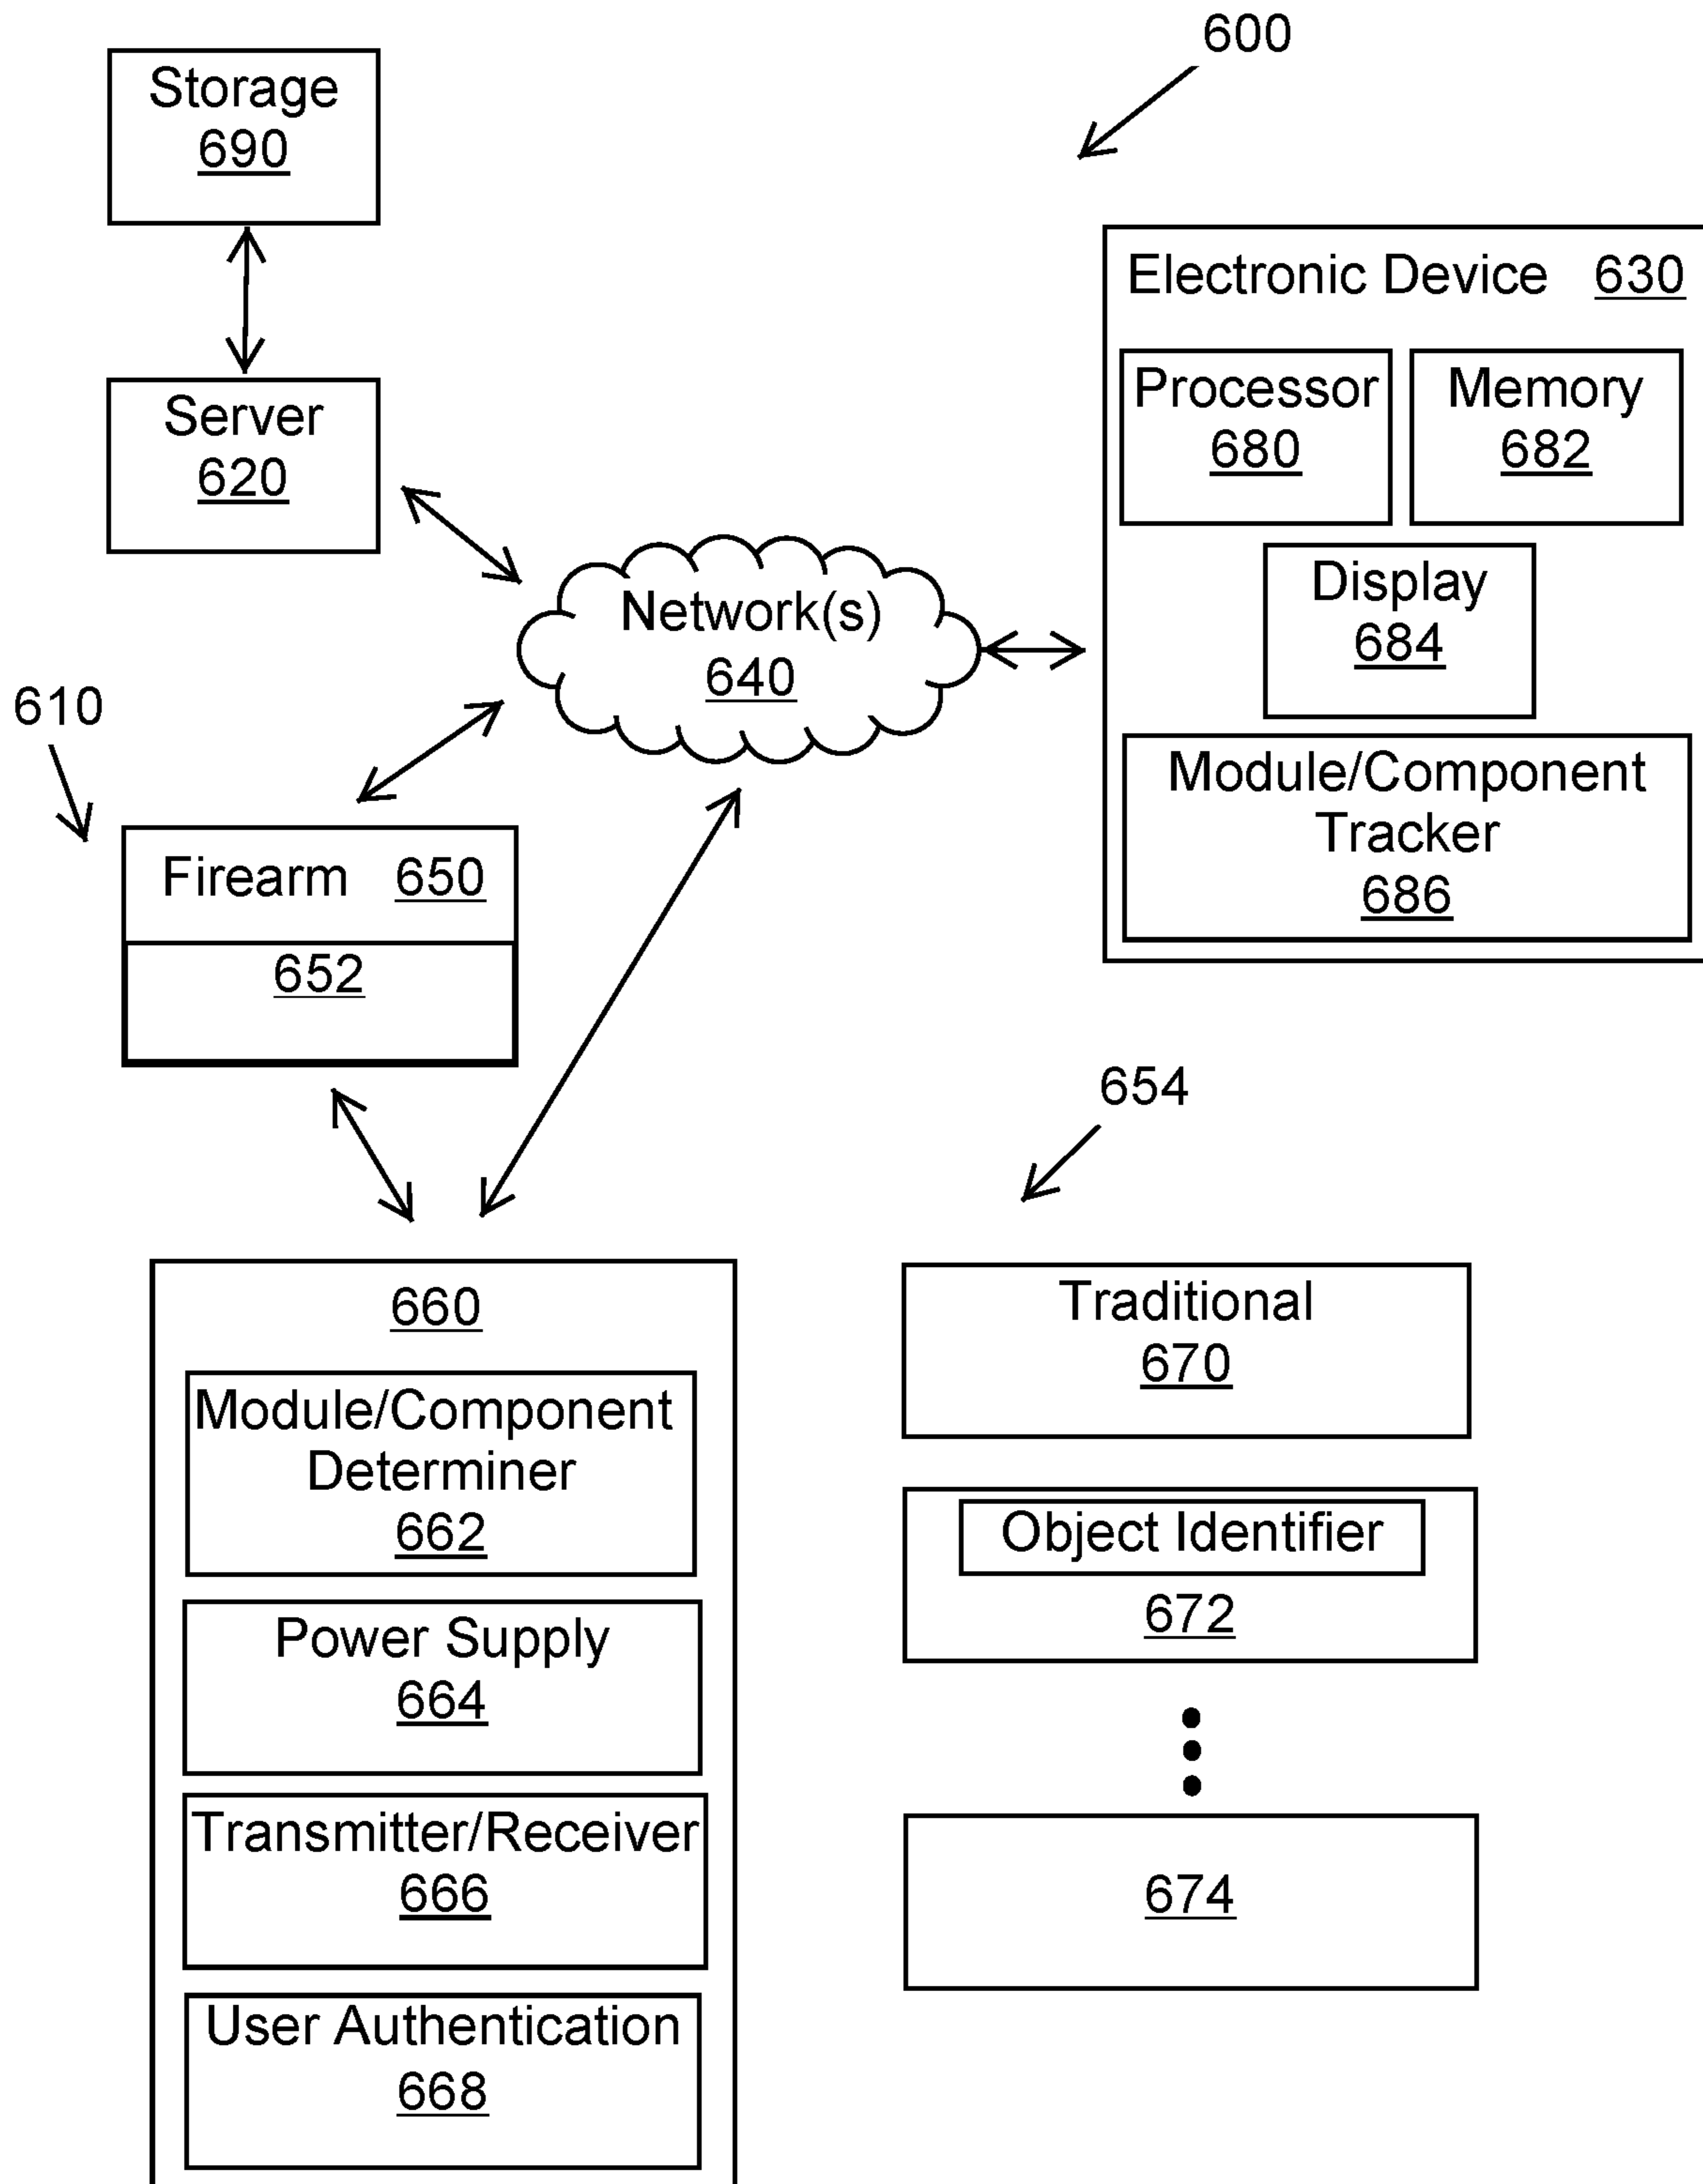 600
Storage
690
Server
620
Electronic Device 630
Processor
680
Memory
682
Display
684
Module/Component
Tracker
686
Network(s)
640
610
Firearm 650
652
654
660
Module/Component
Determiner
662
Power Supply
664
Transmitter/Receiver
666
User Authentication
668
Traditional
670
Object Identifier
672
674